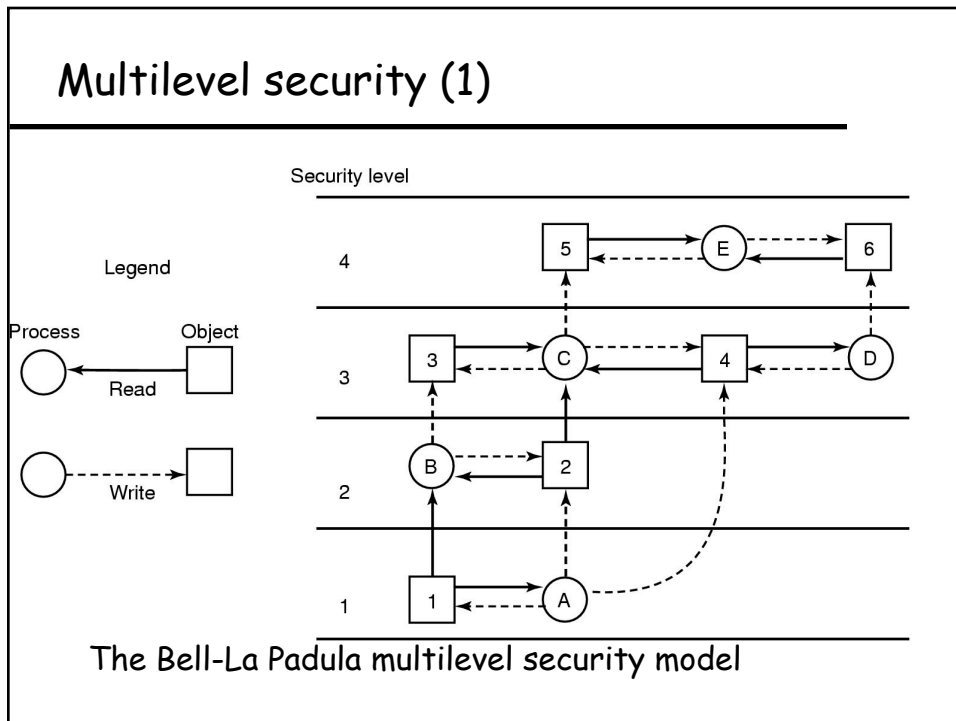 Multilevel security (1)
Security level
Legend
Process Object
Read
Write
4
5 E 6
3
3 C 4 D
2
B 2
1
1 A
The Bell-La Padula multilevel security model